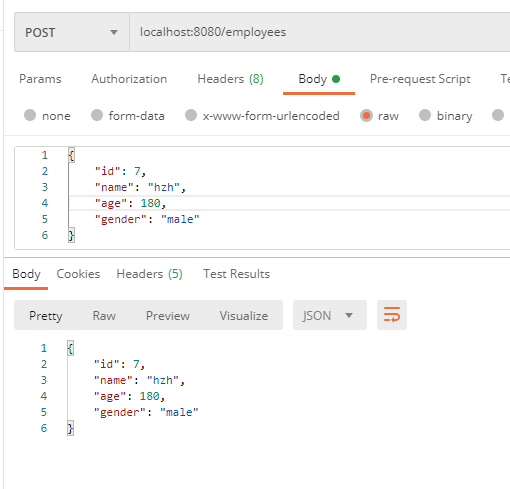 POST localhost:8080/employees
Params Authorization Headers (8) Body Pre-request Script Te
none form-data x-www-form-urlencoded raw binary
1 {
2 "id": 7,
3 "name": "hzh",
4 "age": 180,
5 "gender": "male"
6 }
Body Cookies Headers (5) Test Results
Pretty Raw Preview Visualize JSON
1 {
2 "id": 7,
3 "name": "hzh",
4 "age": 180,
5 "gender": "male"
6 }